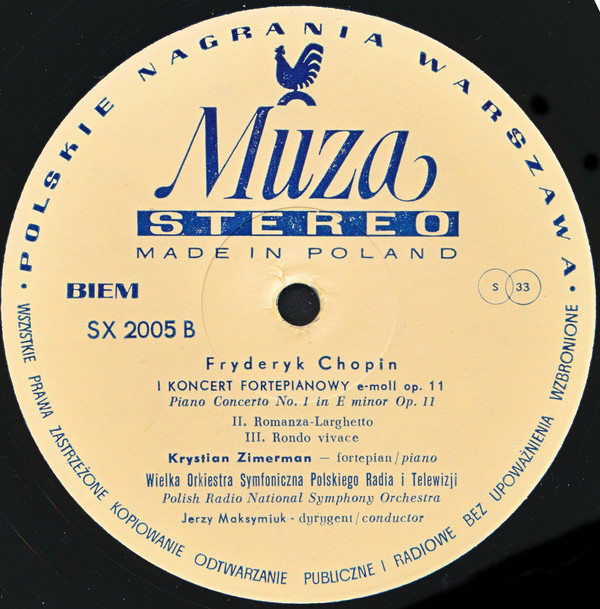 • POLSKIE NAGRANIA WARSZAWA •
Muza
STEREO
MADE IN POLAND
BIEM
S 33
SX 2005 B
Fryderyk Chopin
I KONCERT FORTEPIANOWY e-moll op. 11
Piano Concerto No. 1 in E minor Op. 11
II. Romanza-Larghetto
III. Rondo vivace
Krystian Zimerman — fortepian/piano
Wielka Orkiestra Symfoniczna Polskiego Radia i Telewizji
Polish Radio National Symphony Orchestra
Jerzy Maksymiuk - dyrygent/conductor
WSZYSTKIE PRAWA ZASTRZEŻONE KOPIOWANIE ODTWARZANIE PUBLICZNE I RADIOWE BEZ UPOWAŻNIENIA WZBRONIONE